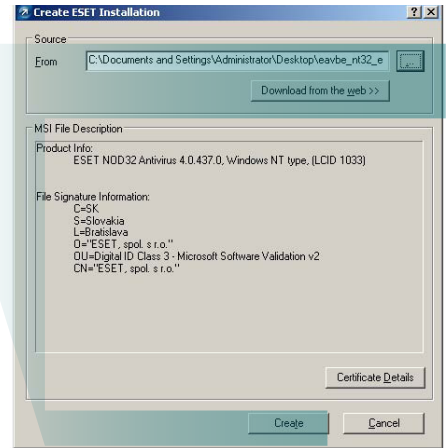 Create ESET Installation
Source
From
C:\Documents and Settings\Administrator\Desktop\eavbe_nt32_e
...
Download from the web >>
MSI File Description
Product Info:
ESET NOD32 Antivirus 4.0.437.0, Windows NT type, (LCID 1033)
File Signature Information:
C=SK
S=Slovakia
L=Bratislava
O="ESET, spol. s r.o."
OU=Digital ID Class 3 - Microsoft Software Validation v2
CN="ESET, spol. s r.o."
Certificate Details
Create
Cancel